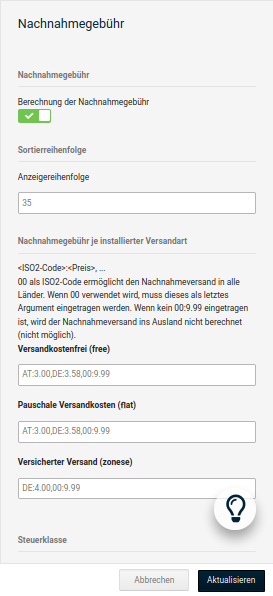 Nachnahmegebühr
Nachnahmegebühr
Berechnung der Nachnahmegebühr
Sortierreihenfolge
Anzeigereihenfolge
35
Nachnahmegebühr je installierter Versandart
<ISO2-Code>:<Preis>, ...
00 als ISO2-Code ermöglicht den Nachnahmeversand in alle
Länder. Wenn 00 verwendet wird, muss dieses als letztes
Argument eingetragen werden. Wenn kein 00:9.99 eingetragen
ist, wird der Nachnahmeversand ins Ausland nicht berechnet
(nicht möglich).
Versandkostenfrei (free)
AT:3.00,DE:3.58,00:9.99
Pauschale Versandkosten (flat)
AT:3.00,DE:3.58,00:9.99
Versicherter Versand (zonese)
DE:4.00,00:9.99
Steuerklasse
Abbrechen
Aktualisieren